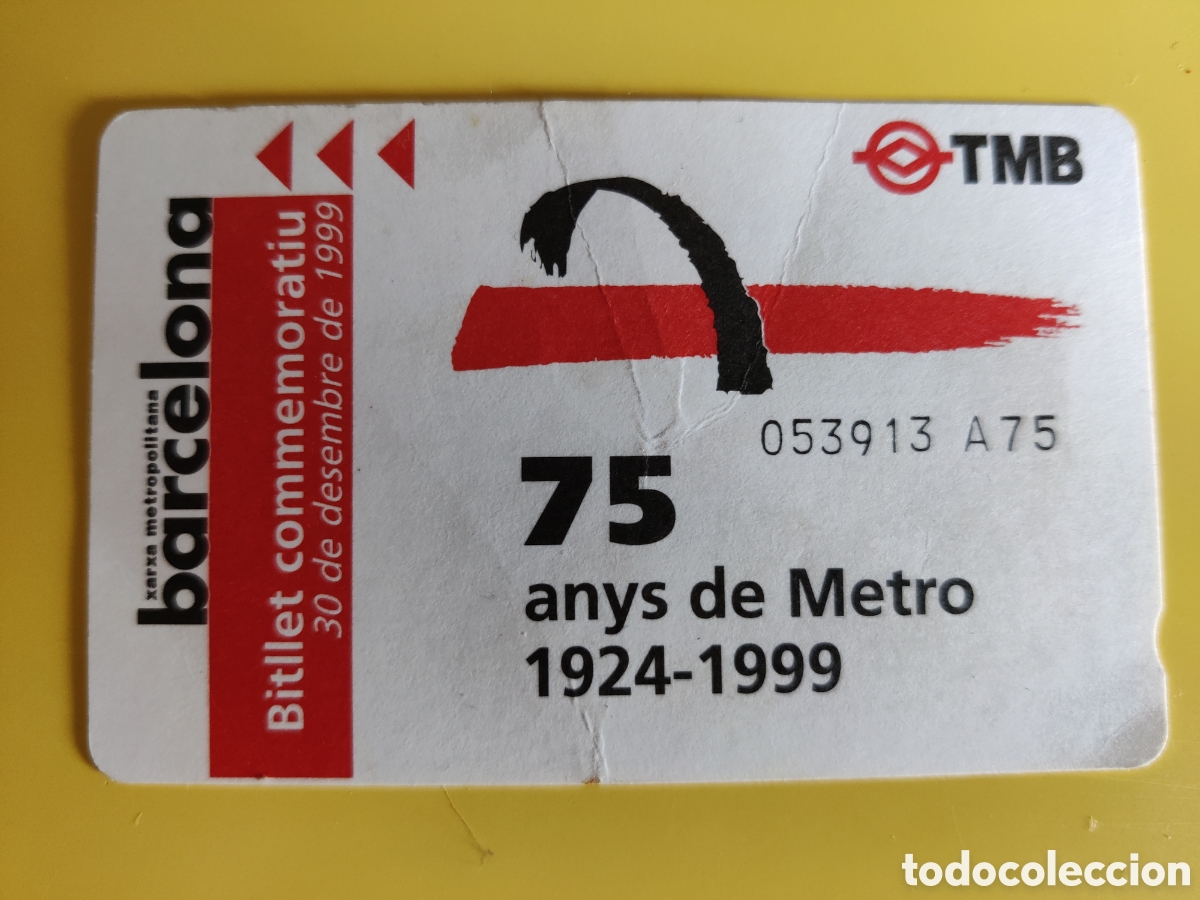 xarxa metropolitana
barcelona
Bitllet commemoratiu
30 de desembre de 1999
TMB
053913 A75
75
anys de Metro
1924-1999
todocoleccion